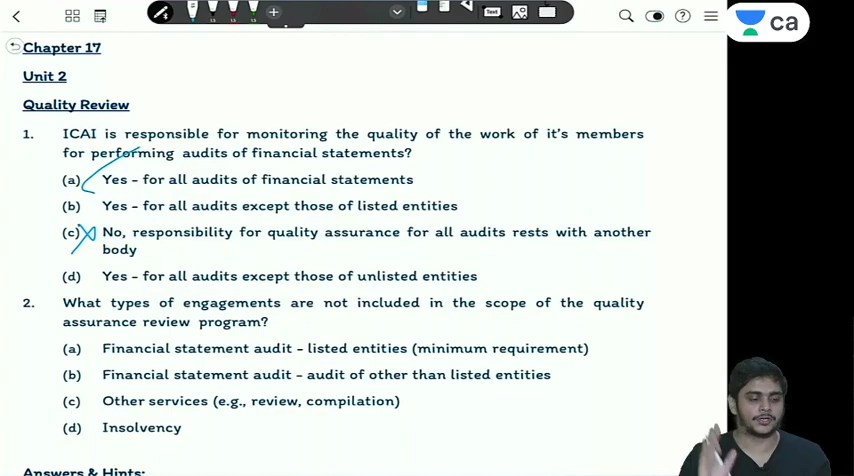 Text
ca
Chapter 17
Unit 2
Quality Review
1. ICAI is responsible for monitoring the quality of the work of it's members
for performing audits of financial statements?
(a) Yes - for all audits of financial statements
(b) Yes - for all audits except those of listed entities
(c) No, responsibility for quality assurance for all audits rests with another
body
(d) Yes - for all audits except those of unlisted entities
2. What types of engagements are not included in the scope of the quality
assurance review program?
(a) Financial statement audit - listed entities (minimum requirement)
(b) Financial statement audit - audit of other than listed entities
(c) Other services (e.g., review, compilation)
(d) Insolvency
Answers & Hints: